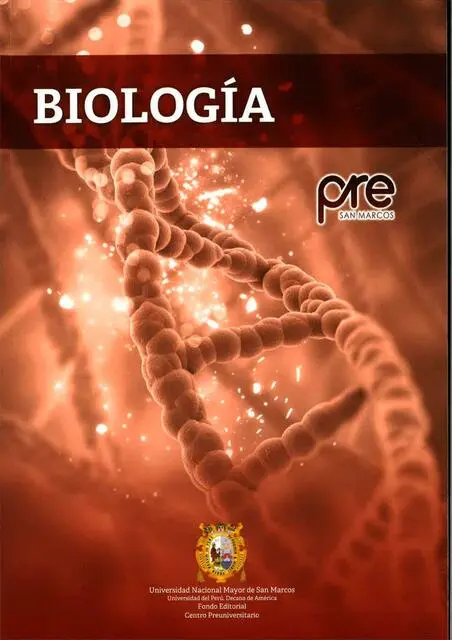 BIOLOGÍA
pre
SAN MARCOS
Universidad Nacional Mayor de San Marcos
Universidad del Perú, Decana de América
Fondo Editorial
Centro Preuniversitario